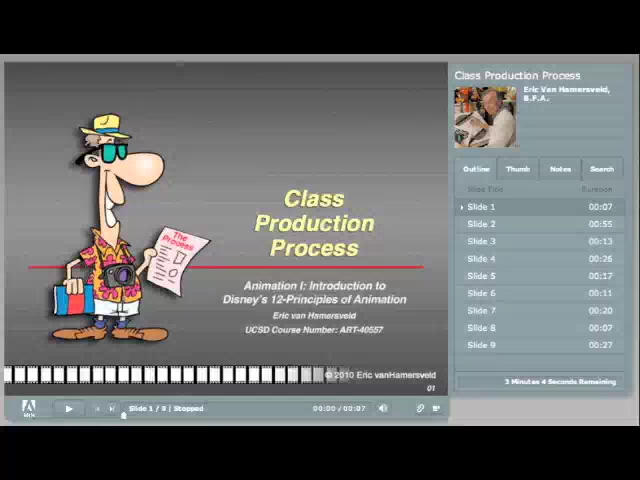 Class Production Process
Eric Van Hamersveld,
B.F.A.
Outline
Thumb
Notes
Search
Slide Title
Duration
Slide 1
00:07
Slide 2
00:55
Slide 3
00:13
Slide 4
00:26
Slide 5
00:17
Slide 6
00:11
Slide 7
00:20
Slide 8
00:07
Slide 9
00:27
3 Minutes 4 Seconds Remaining
The
Process
Class
Production
Process
Animation I: Introduction to
Disney's 12-Principles of Animation
Eric van Hamersveld
UCSD Course Number: ART-40557
© 2010 Eric vanHamersveld
01
Slide 1 / 9 | Stopped
00:00 / 00:07